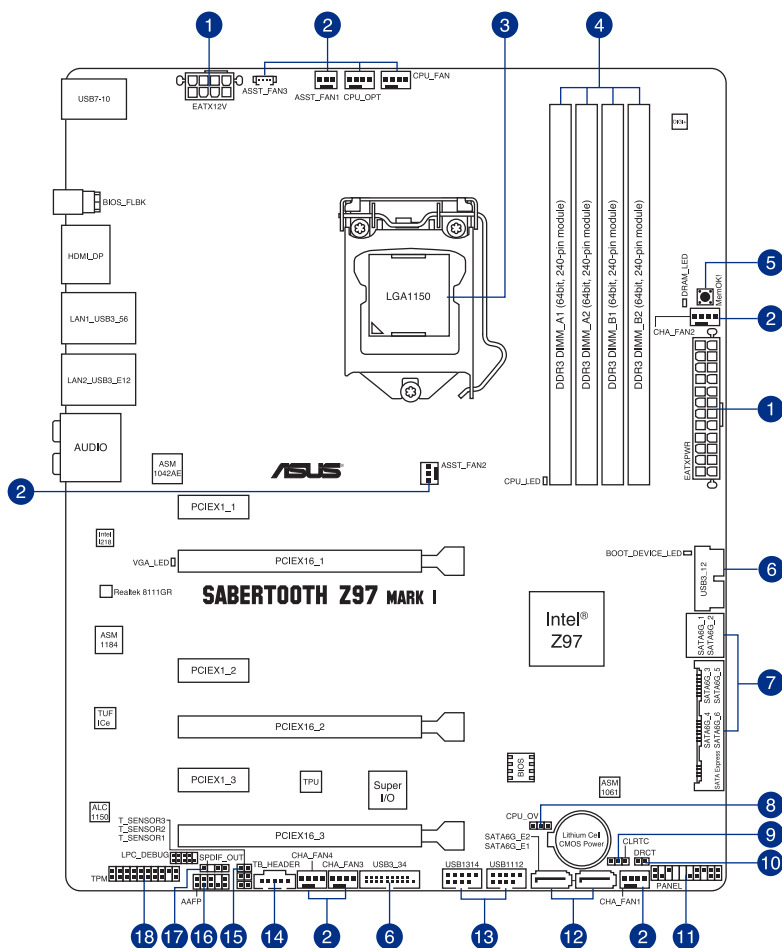 1
2
3
4
USB7-10
EATX12V
ASST_FAN3
ASST_FAN1
CPU_OPT
CPU_FAN
DIGI+
BIOS_FLBK
HDMI_DP
LAN1_USB3_56
LAN2_USB3_E12
AUDIO
LGA1150
DDR3 DIMM_A1 (64bit, 240-pin module)
DDR3 DIMM_A2 (64bit, 240-pin module)
DDR3 DIMM_B1 (64bit, 240-pin module)
DDR3 DIMM_B2 (64bit, 240-pin module)
DRAM_LED
MemOK!
5
CHA_FAN2
2
EATXPWR
1
ASM
1042AE
ASUS®
ASST_FAN2
2
CPU_LED
PCIEX1_1
Intel
I218
VGA_LED
PCIEX16_1
BOOT_DEVICE_LED
USB3_12
6
Realtek 8111GR
SABERTOOTH Z97 MARK I
Intel®
Z97
ASM
1184
SATA6G_1
SATA6G_2
7
PCIEX1_2
SATA6G_3
SATA6G_5
SATA6G_4
SATA6G_6
SATA Express
TUF
ICe
PCIEX16_2
BIOS
PCIEX1_3
TPU
Super
I/O
ASM
1061
ALC
1150
CPU_OV
8
T_SENSOR3
T_SENSOR2
T_SENSOR1
PCIEX16_3
SATA6G_E2
SATA6G_E1
Lithium Cell
CMOS Power
CLRTC
9
DRCT
10
LPC_DEBUG
SPDIF_OUT
TB_HEADER
CHA_FAN4
CHA_FAN3
USB3_34
USB1314
USB1112
TPM
AAFP
CHA_FAN1
PANEL
18
17
16
15
14
2
6
13
12
2
11